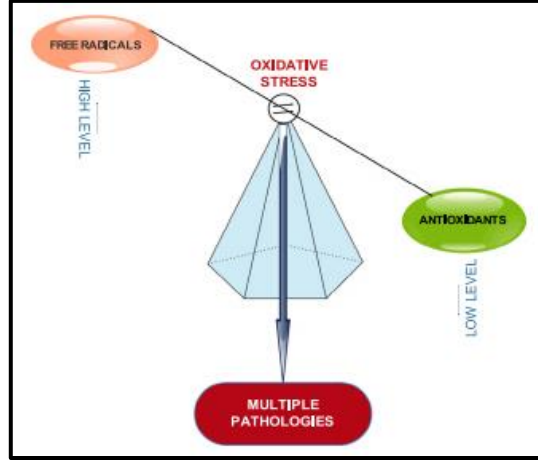 FREE RADICALS
HIGH LEVEL
OXIDATIVE
STRESS
ANTIOXIDANTS
LOW LEVEL
MULTIPLE
PATHOLOGIES